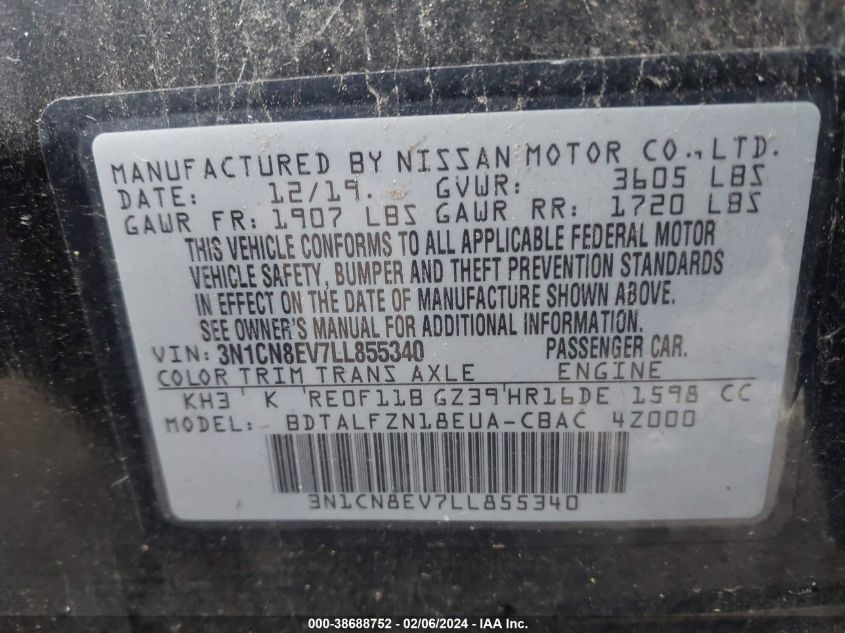 MANUFACTURED BY NISSAN MOTOR CO., LTD.
DATE: 12/19. GVWR: 3605 LBS
GAWR FR: 1907 LBS GAWR RR: 1720 LBS
THIS VEHICLE CONFORMS TO ALL APPLICABLE FEDERAL MOTOR
VEHICLE SAFETY, BUMPER AND THEFT PREVENTION STANDARDS
IN EFFECT ON THE DATE OF MANUFACTURE SHOWN ABOVE.
SEE OWNER'S MANUAL FOR ADDITIONAL INFORMATION.
VIN: 3N1CN8EV7LL855340 PASSENGER CAR.
COLOR TRIM TRANS AXLE ENGINE
KH3 K RE0F11B GZ39 HR16DE 1598 CC
MODEL: BDTALFZN18EUA-CBAC 4Z000
3N1CN8EV7LL855340
000-38688752 - 02/06/2024 - IAA Inc.